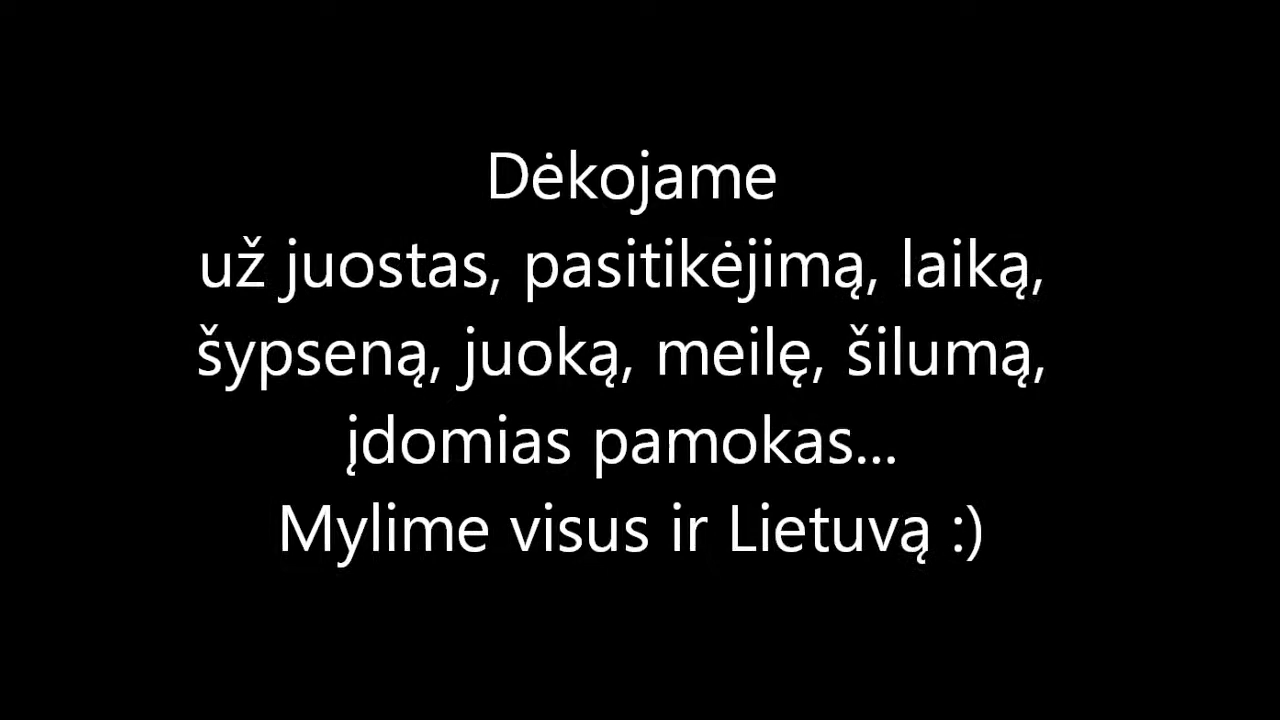 Dėkojame
už juostas, pasitikėjimą, laiką,
šypseną, juoką, meilę, šilumą,
įdomias pamokas...
Mylime visus ir Lietuvą :)